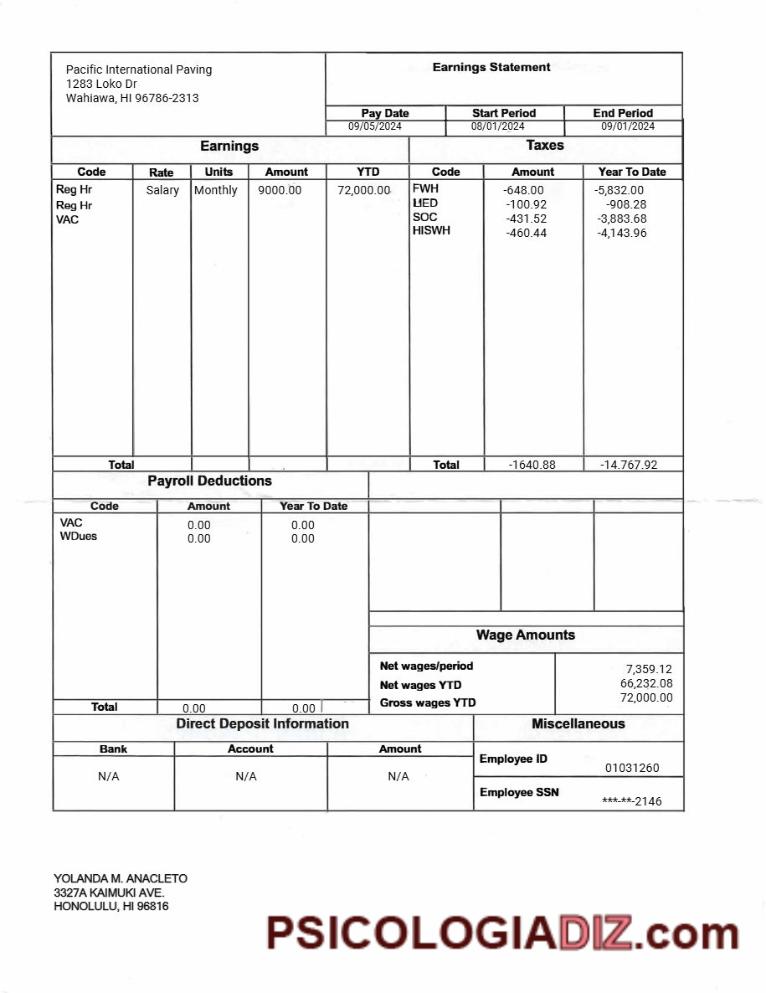 Pacific International Paving
1283 Loko Dr
Wahiawa, HI 96786-2313
Earnings Statement
Pay Date Start Period End Period
09/05/2024 08/01/2024 09/01/2024
Earnings Taxes
Code Rate Units Amount YTD Code Amount Year To Date
Reg Hr Salary Monthly 9000.00 72,000.00 FWH -648.00 -5,832.00
Reg Hr MED -100.92 -908.28
VAC SOC -431.52 -3,883.68
HISWH -460.44 -4,143.96
Total Total -1640.88 -14.767.92
Payroll Deductions
Code Amount Year To Date
VAC 0.00 0.00
WDues 0.00 0.00
Wage Amounts
Net wages/period 7,359.12
Net wages YTD 66,232.08
Gross wages YTD 72,000.00
Total 0.00 0.00
Direct Deposit Information Miscellaneous
Bank Account Amount
N/A N/A N/A
Employee ID 01031260
Employee SSN ***-**-2146
YOLANDA M. ANACLETO
3327A KAIMUKI AVE.
HONOLULU, HI 96816
PSICOLOGIADIZ.com